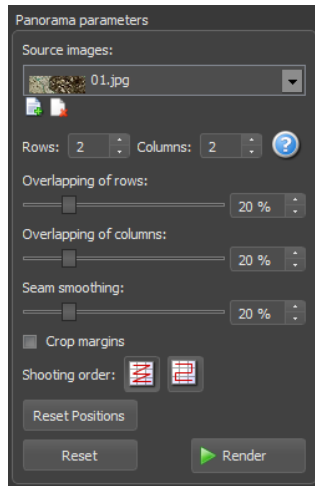 Panorama parameters
Source images:
01.jpg
Rows: 2 Columns: 2 ?
Overlapping of rows:
20 %
Overlapping of columns:
20 %
Seam smoothing:
20 %
Crop margins
Shooting order:
Reset Positions
Reset Render